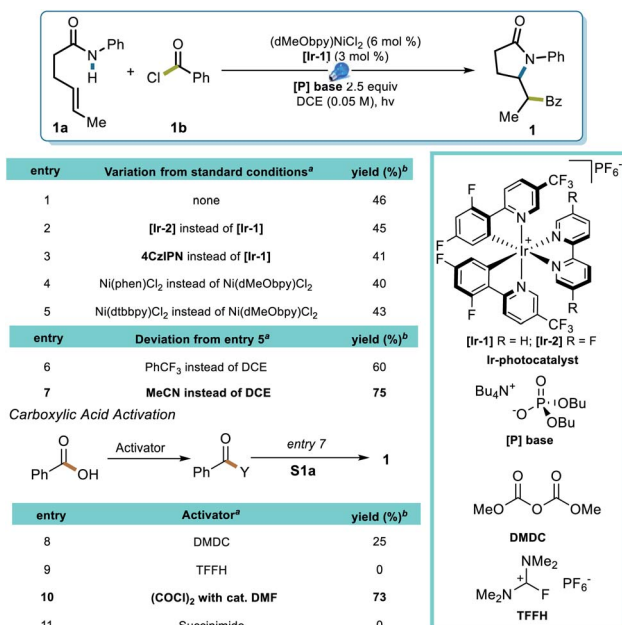 O
N
Ph
H
Me
1a
+
O
Cl
Ph
1b
(dMeObpy)NiCl2 (6 mol %)
[Ir-1] (3 mol %)
[P] base 2.5 equiv
DCE (0.05 M), hv
O
N
Ph
Me
Bz
1
entry Variation from standard conditionsᵃ yield (%)ᵇ
1 none 46
2 [Ir-2] instead of [Ir-1] 45
3 4CzIPN instead of [Ir-1] 41
4 Ni(phen)Cl2 instead of Ni(dMeObpy)Cl2 40
5 Ni(dtbbpy)Cl2 instead of Ni(dMeObpy)Cl2 43
entry Deviation from entry 5ᵃ yield (%)ᵇ
6 PhCF3 instead of DCE 60
7 MeCN instead of DCE 75
Carboxylic Acid Activation
O
Ph
OH
Activator
O
Ph
Y
entry 7
S1a
1
entry Activatorᵃ yield (%)ᵇ
8 DMDC 25
9 TFFH 0
10 (COCl)2 with cat. DMF 73
11 Succinimide 0
PF6⁻
CF3
F
R
N
N
F
Ir⁺
F
N
N
R
F
CF3
[Ir-1] R = H; [Ir-2] R = F
Ir-photocatalyst
Bu4N⁺
O
⁻O
P
OBu
OBu
[P] base
O O
MeO O OMe
DMDC
NMe2
+
Me2N F PF6⁻
TFFH